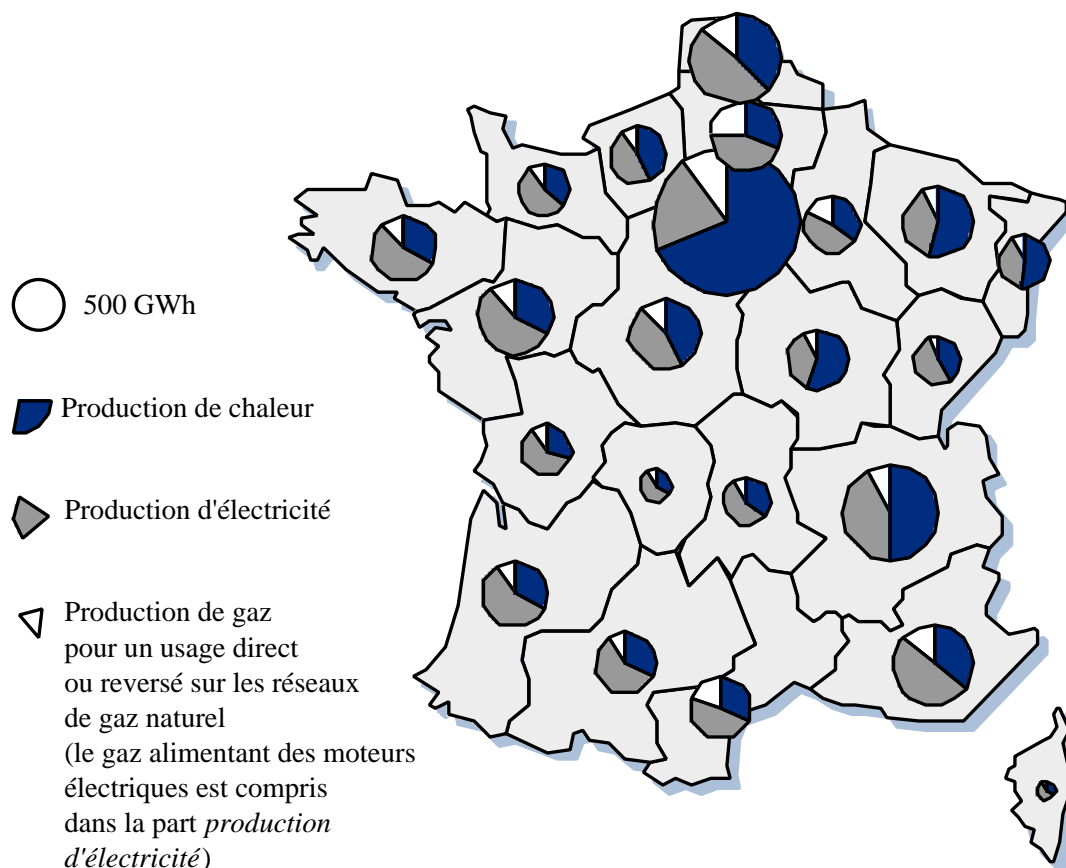 500 GWh
Production de chaleur
Production d'électricité
Production de gaz
pour un usage direct
ou reversé sur les réseaux
de gaz naturel
(le gaz alimentant des moteurs
électriques est compris
dans la part production
d'électricité)